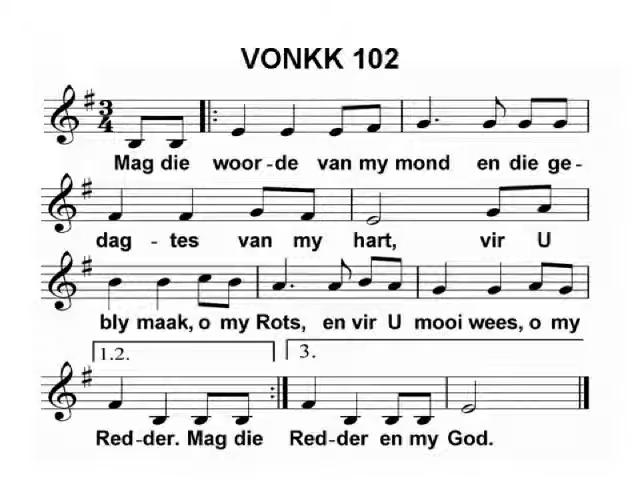 VONKK 102
3
4
Mag die woor-de van my mond en die ge-
dag-tes van my hart, vir U
bly maak, o my Rots, en vir U mooi wees, o my
1.2. 3.
Red-der. Mag die Red-der en my God.